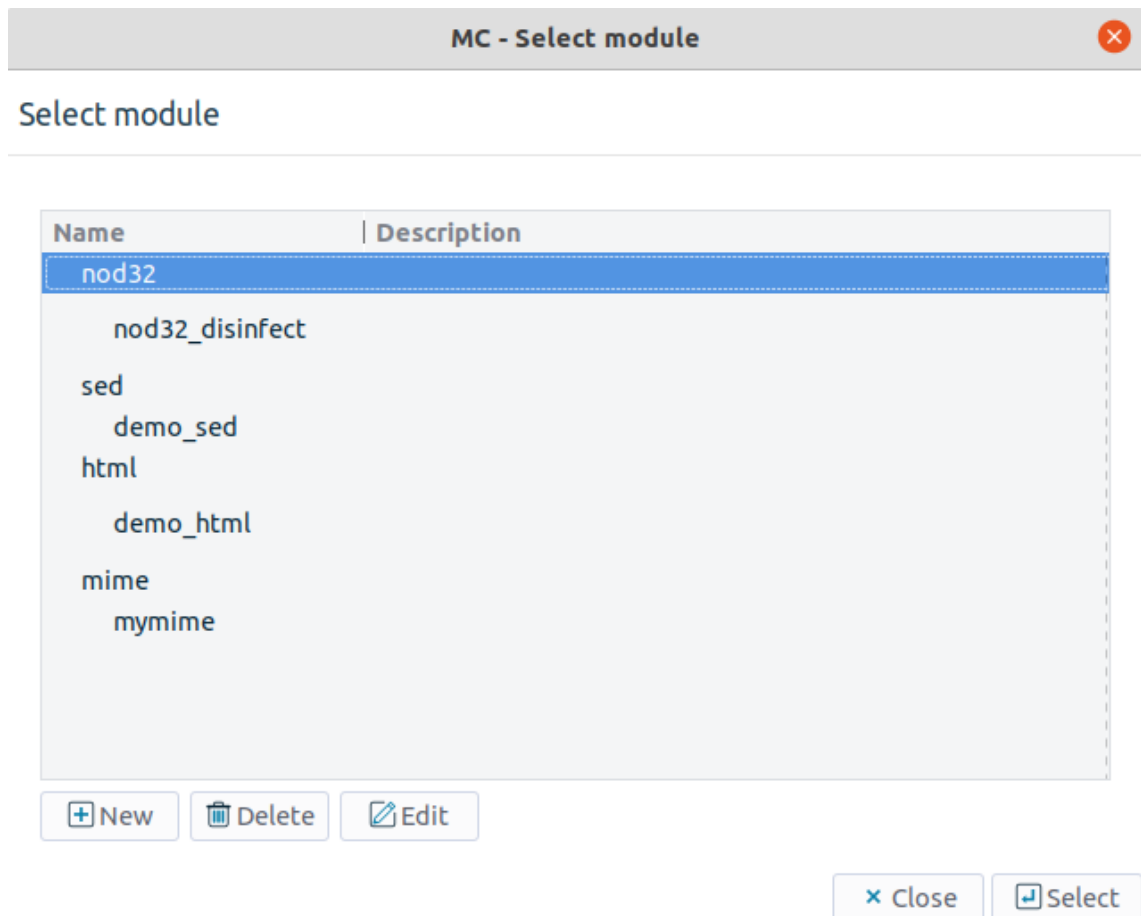 MC - Select module
Select module
Name | Description
nod32
nod32_disinfect
sed
demo_sed
html
demo_html
mime
mymime
New Delete Edit
Close Select